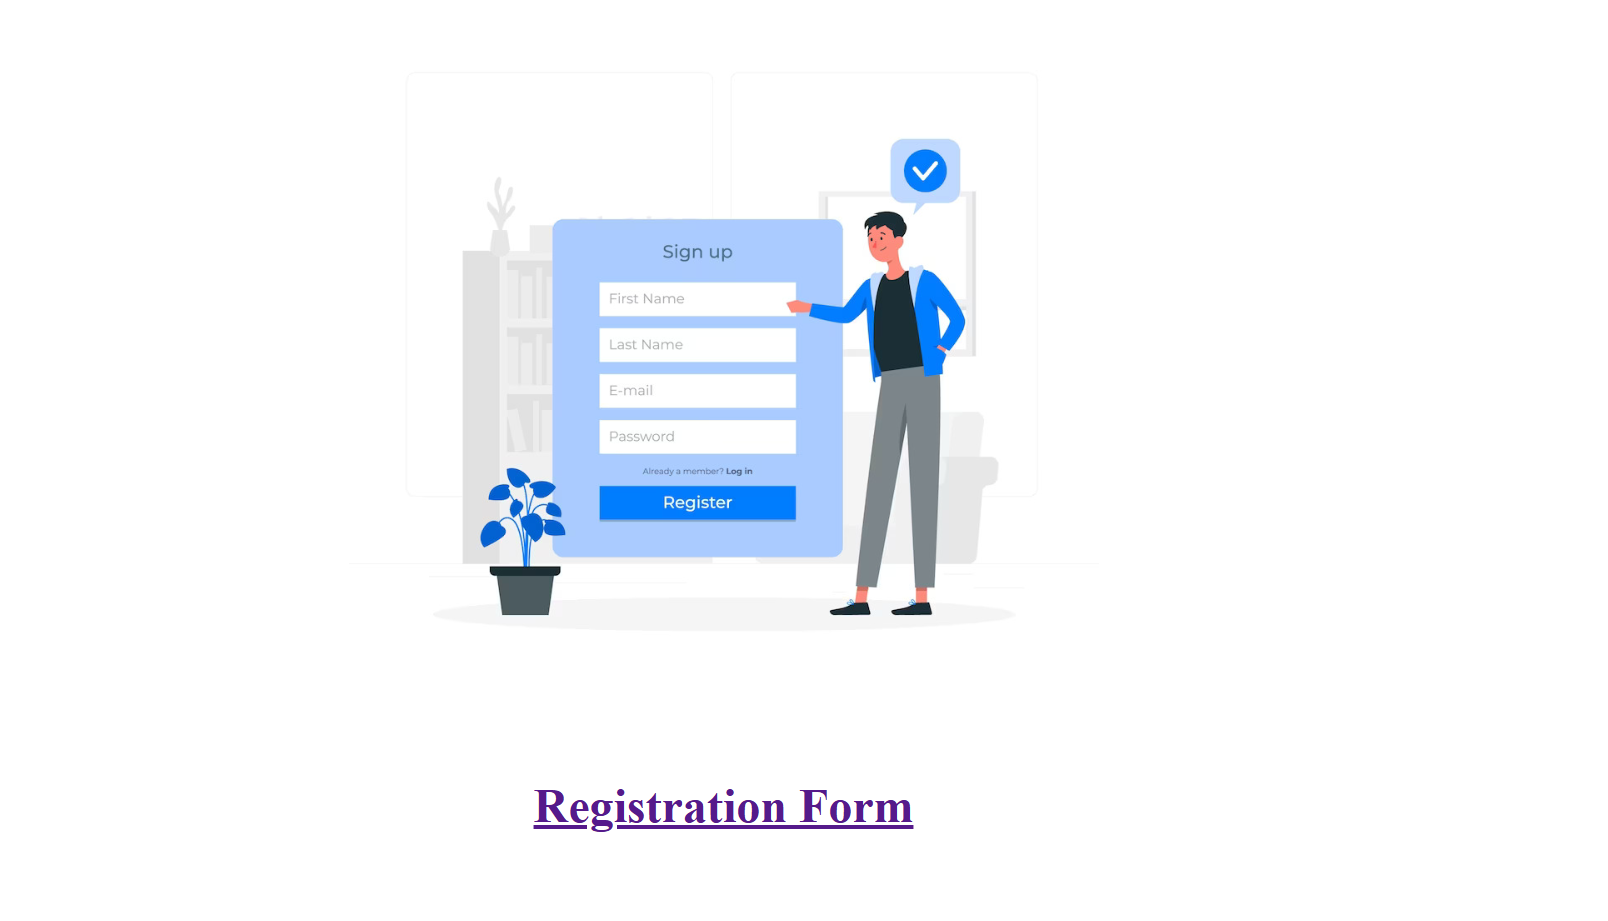 Sign up
First Name
Last Name
E-mail
Password
Already a member? Log in
Register
Registration Form